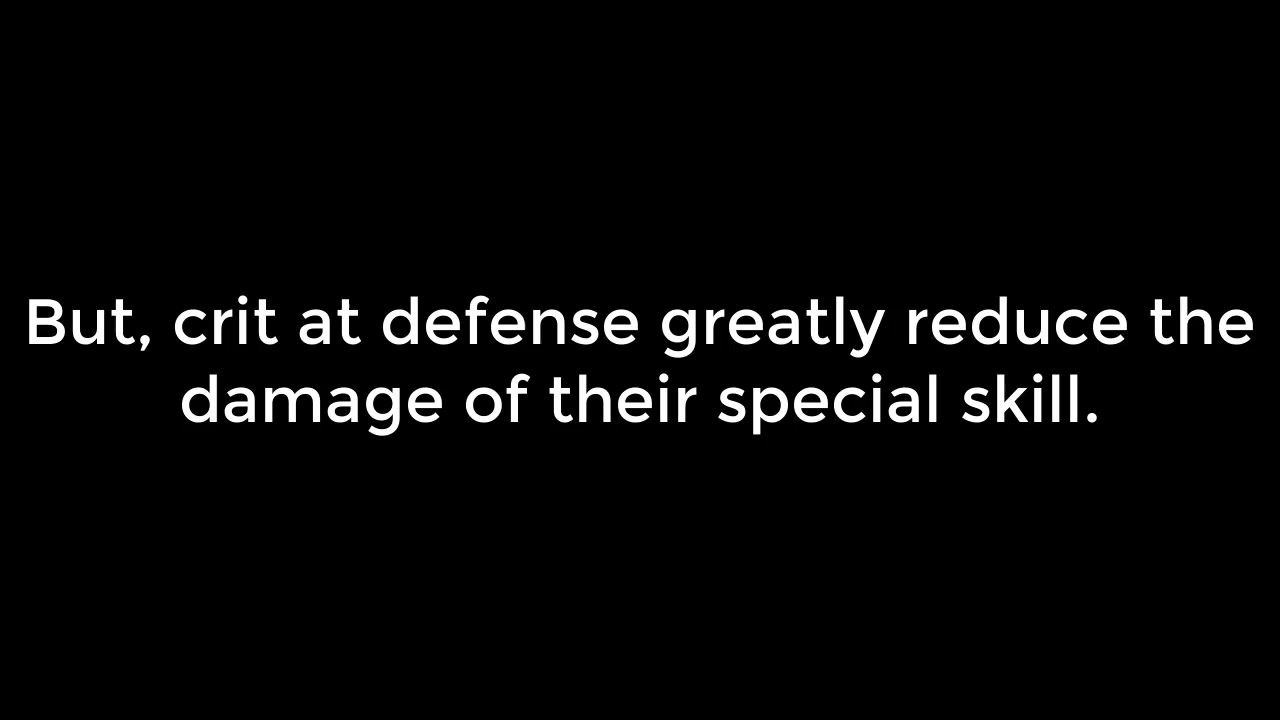 But, crit at defense greatly reduce the
damage of their special skill.